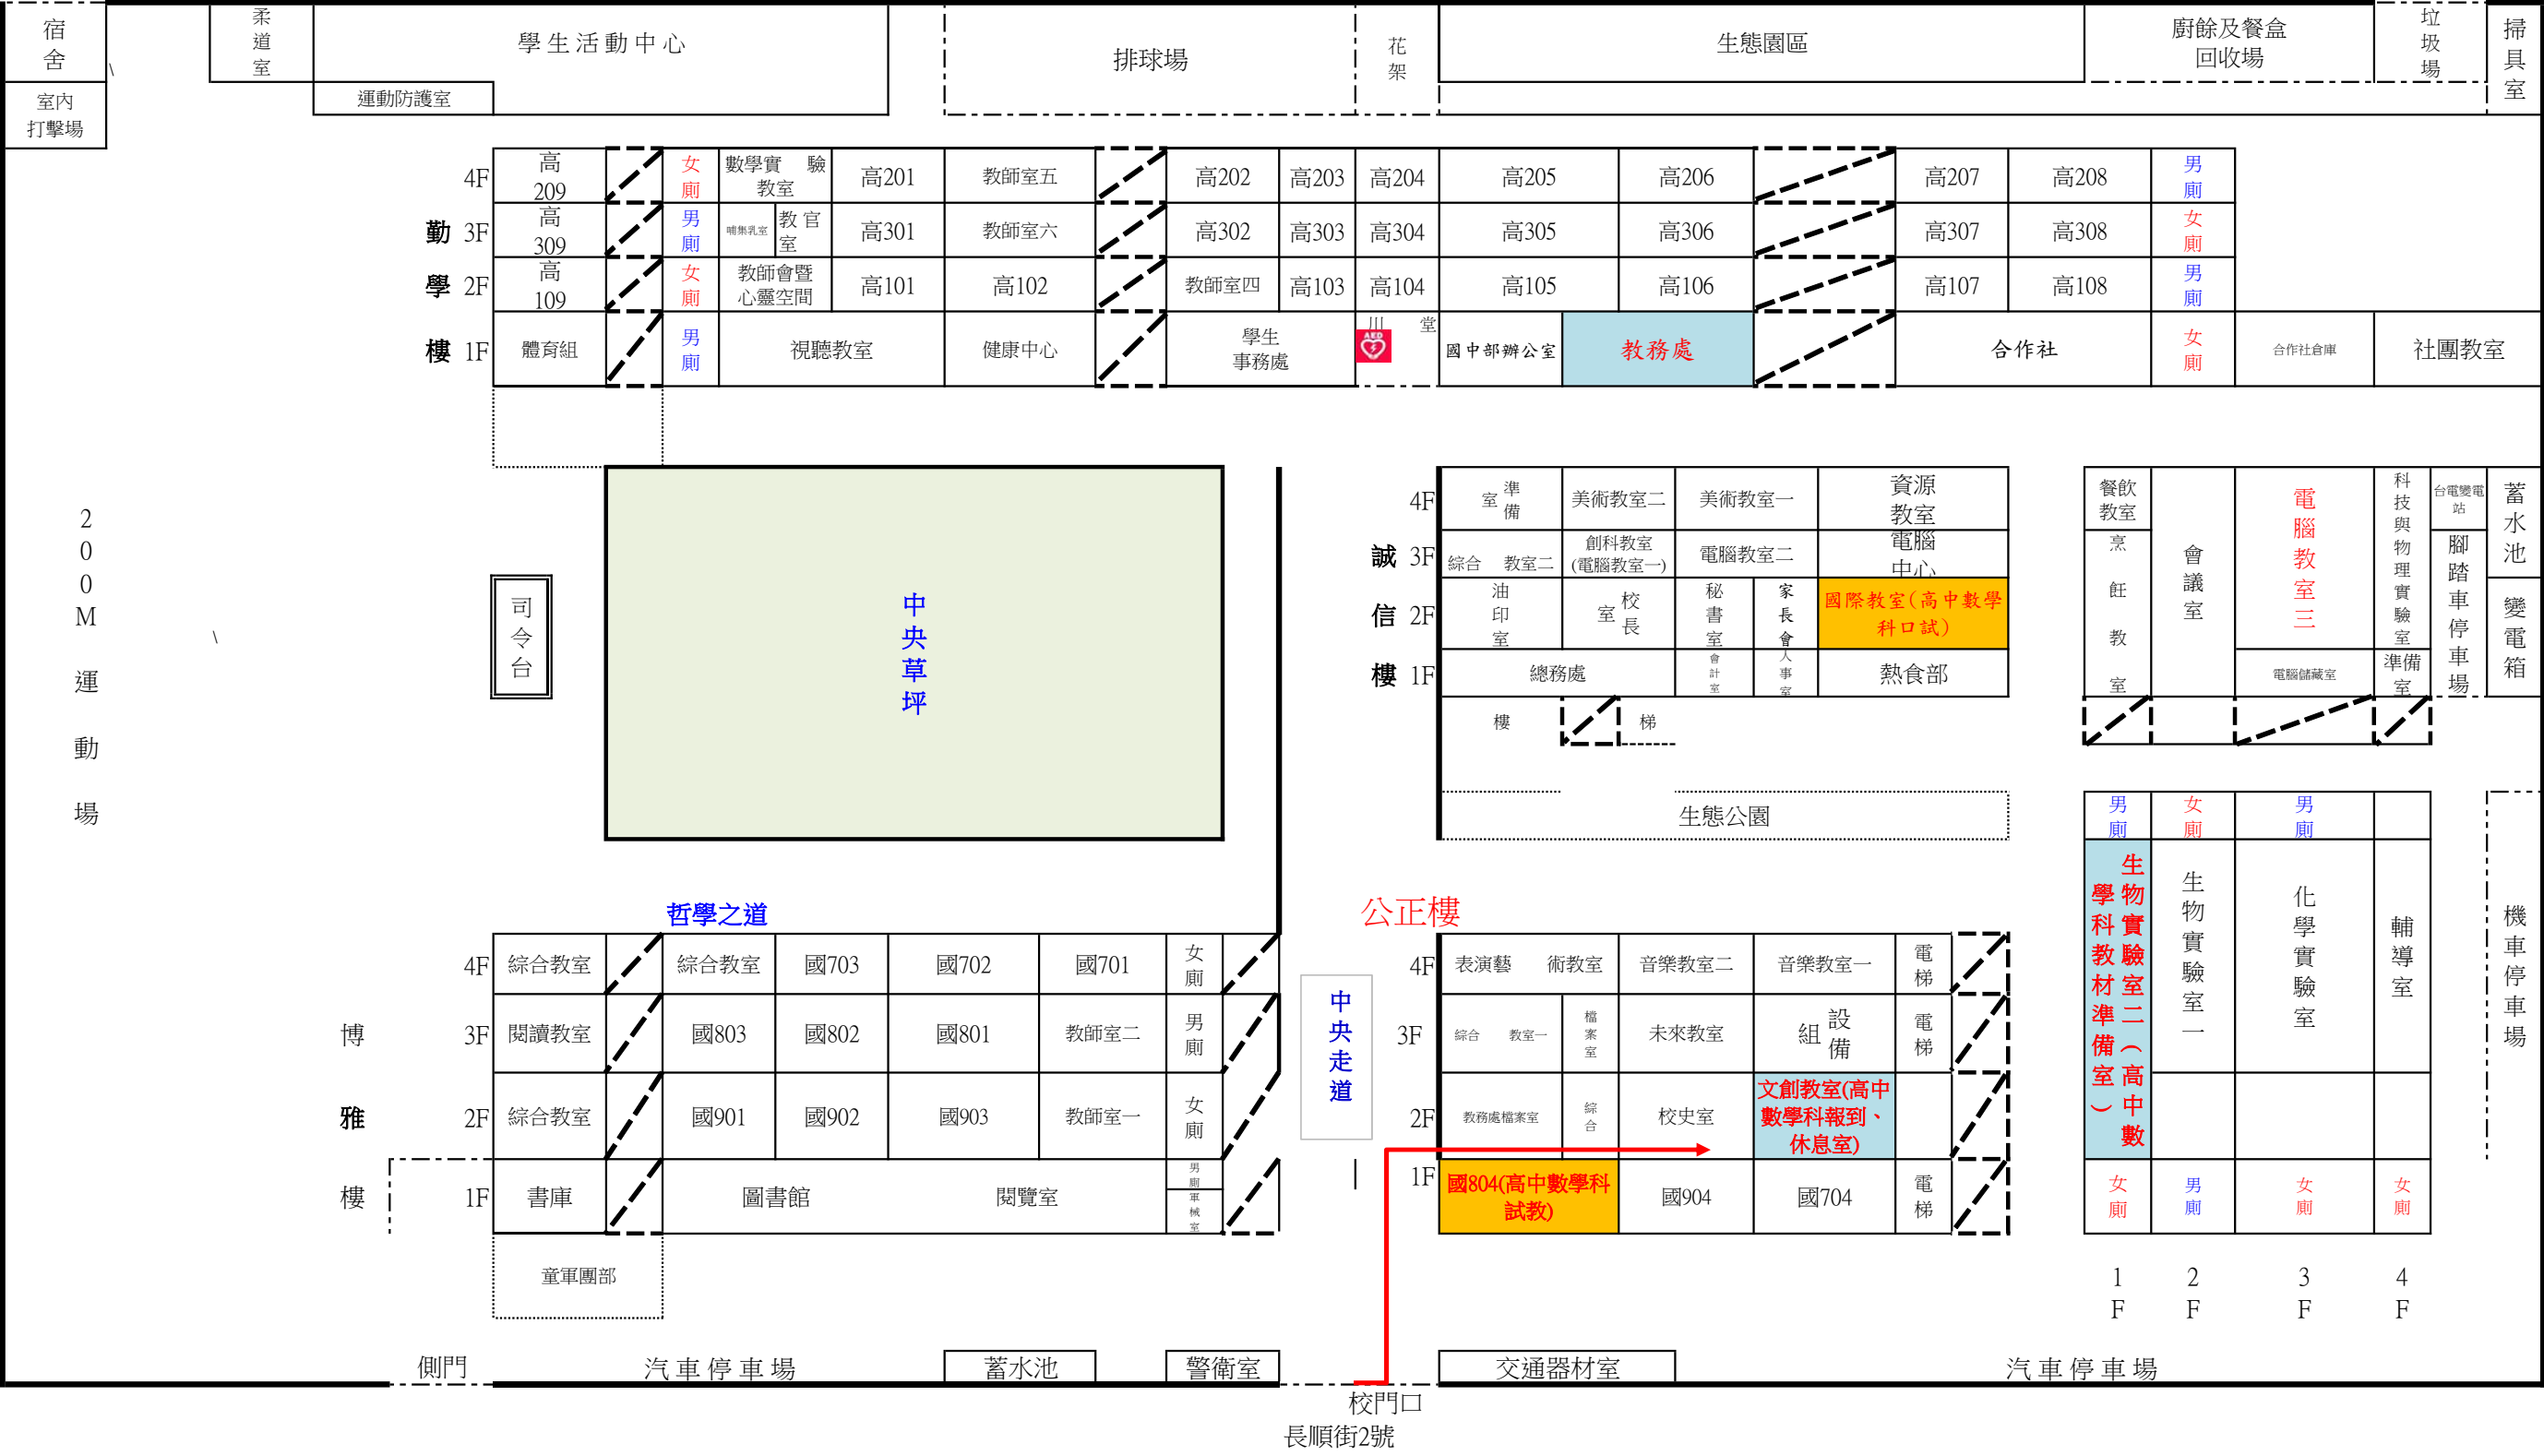 宿舍
柔道室
學生活動中心
排球場
花架
生態園區
廚餘及餐盒
回收場
垃圾場
掃具室
\
室內
打擊場
運動防護室
4F
高
209
女廁
數學實 驗
教室
高201
教師室五
高202
高203
高204
高205
高206
高207
高208
男廁
勤 3F
高
309
男廁
哺集乳室
教官
室
高301
教師室六
高302
高303
高304
高305
高306
高307
高308
女廁
學 2F
高
109
女廁
教師會暨
心靈空間
高101
高102
教師室四
高103
高104
高105
高106
高107
高108
男廁
樓 1F
體育組
男廁
視聽教室
健康中心
學生
事務處
川 堂
AED
國中部辦公室
教務處
合作社
女廁
合作社倉庫
社團教室
200M 運動場
\
司令台
中央草坪
4F
準備室
美術教室二
美術教室一
資源
教室
誠 3F
綜合 教室二
創科教室
(電腦教室一)
電腦教室二
電腦
中心
信 2F
油印室
校長室
秘書室
家長會
國際教室(高中數學
科口試)
樓 1F
總務處
會計室
人事室
熱食部
樓 梯
生態公園
餐飲
教室
烹飪教室
會議室
電腦教室三
電腦儲藏室
科技與物理實驗室
準備
室
台電變電
站
腳踏車停車場
蓄水池
變電箱
男廁
女廁
男廁
生物實驗室二(高中數
學科教材準備室)
生物實驗室一
化學實驗室
輔導室
機車停車場
女廁
男廁
女廁
女廁
1F
2F
3F
4F
哲學之道
公正樓
4F
綜合教室
綜合教室
國703
國702
國701
女廁
博 3F
閱讀教室
國803
國802
國801
教師室二
男廁
雅 2F
綜合教室
國901
國902
國903
教師室一
女廁
樓 1F
書庫
圖書館
閱覽室
男廁
軍械室
童軍團部
中央走道
4F
表演藝 術教室
音樂教室二
音樂教室一
電梯
3F
綜合 教室一
檔案室
未來教室
設備組
電梯
2F
教務處檔案室
綜合
校史室
文創教室(高中
數學科報到、
休息室)
1F
國804(高中數學科
試教)
國904
國704
電梯
側門
汽車停車場
蓄水池
警衛室
交通器材室
汽車停車場
校門口
長順街2號